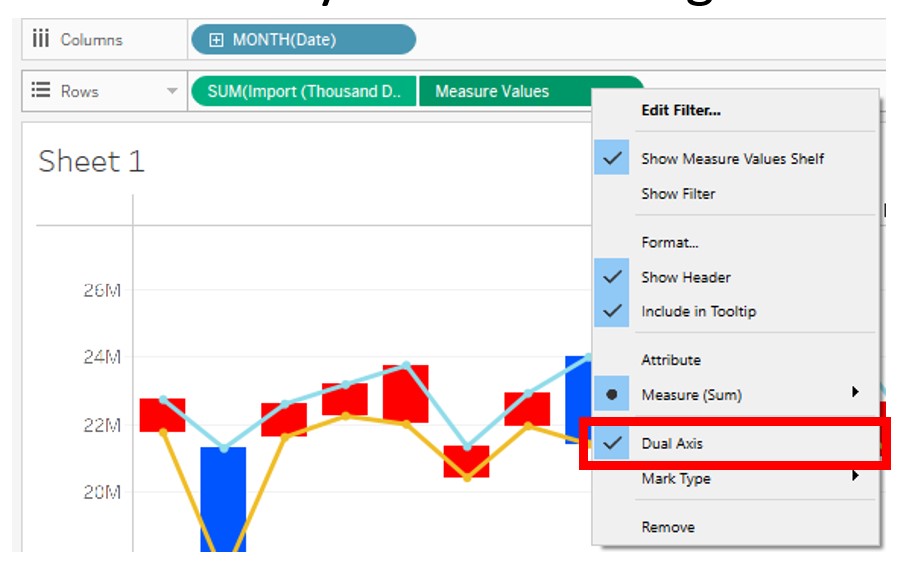 Columns
MONTH(Date)
Rows
SUM(Import (Thousand D..
Measure Values
Sheet 1
26M
24M
22M
20M
Edit Filter...
Show Measure Values Shelf
Show Filter
Format...
Show Header
Include in Tooltip
Attribute
Measure (Sum)
Dual Axis
Mark Type
Remove